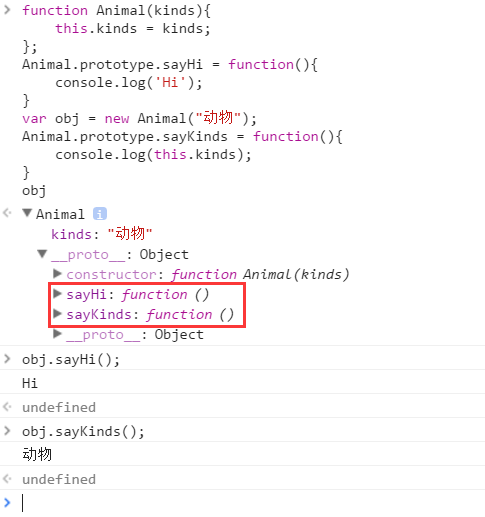 function Animal(kinds){
this.kinds = kinds;
};
Animal.prototype.sayHi = function(){
console.log('Hi');
}
var obj = new Animal("动物");
Animal.prototype.sayKinds = function(){
console.log(this.kinds);
}
obj
Animal i
kinds: "动物"
__proto__: Object
constructor: function Animal(kinds)
sayHi: function ()
sayKinds: function ()
__proto__: Object
obj.sayHi();
Hi
undefined
obj.sayKinds();
动物
undefined